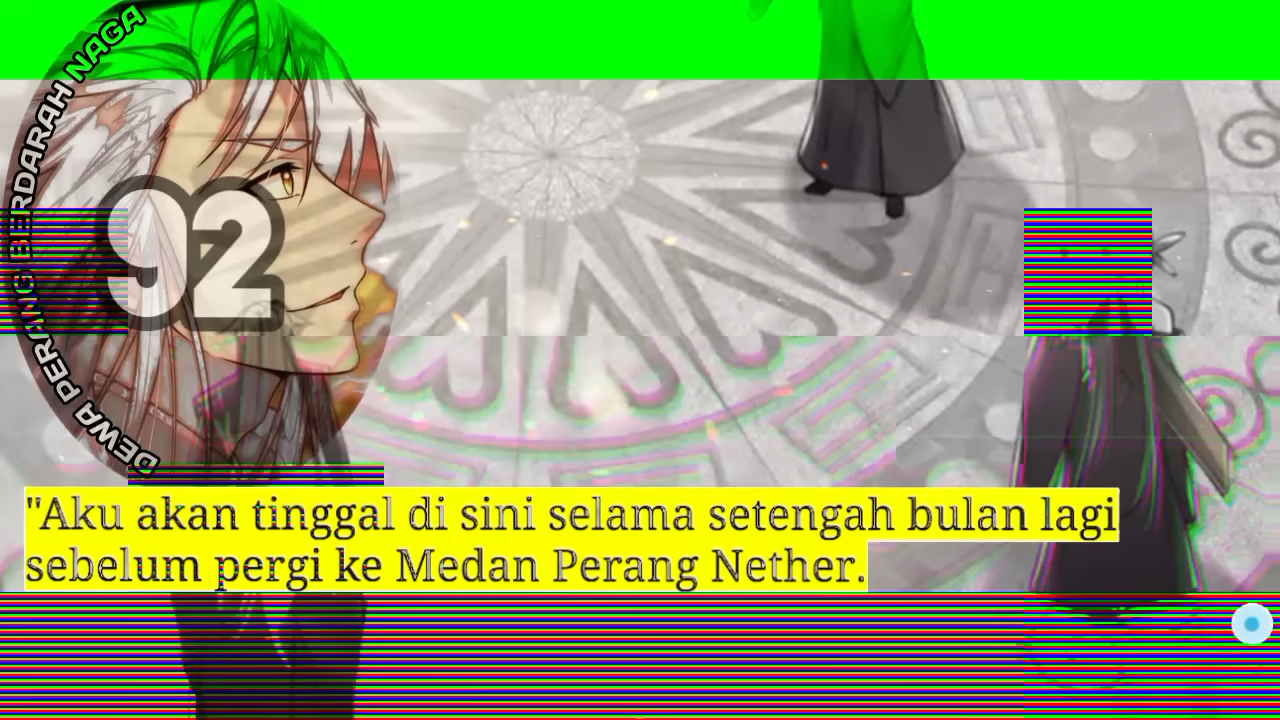 DEWA PERANG BERDARAH NAGA
92
"Aku akan tinggal di sini selama setengah bulan lagi
sebelum pergi ke Medan Perang Nether.